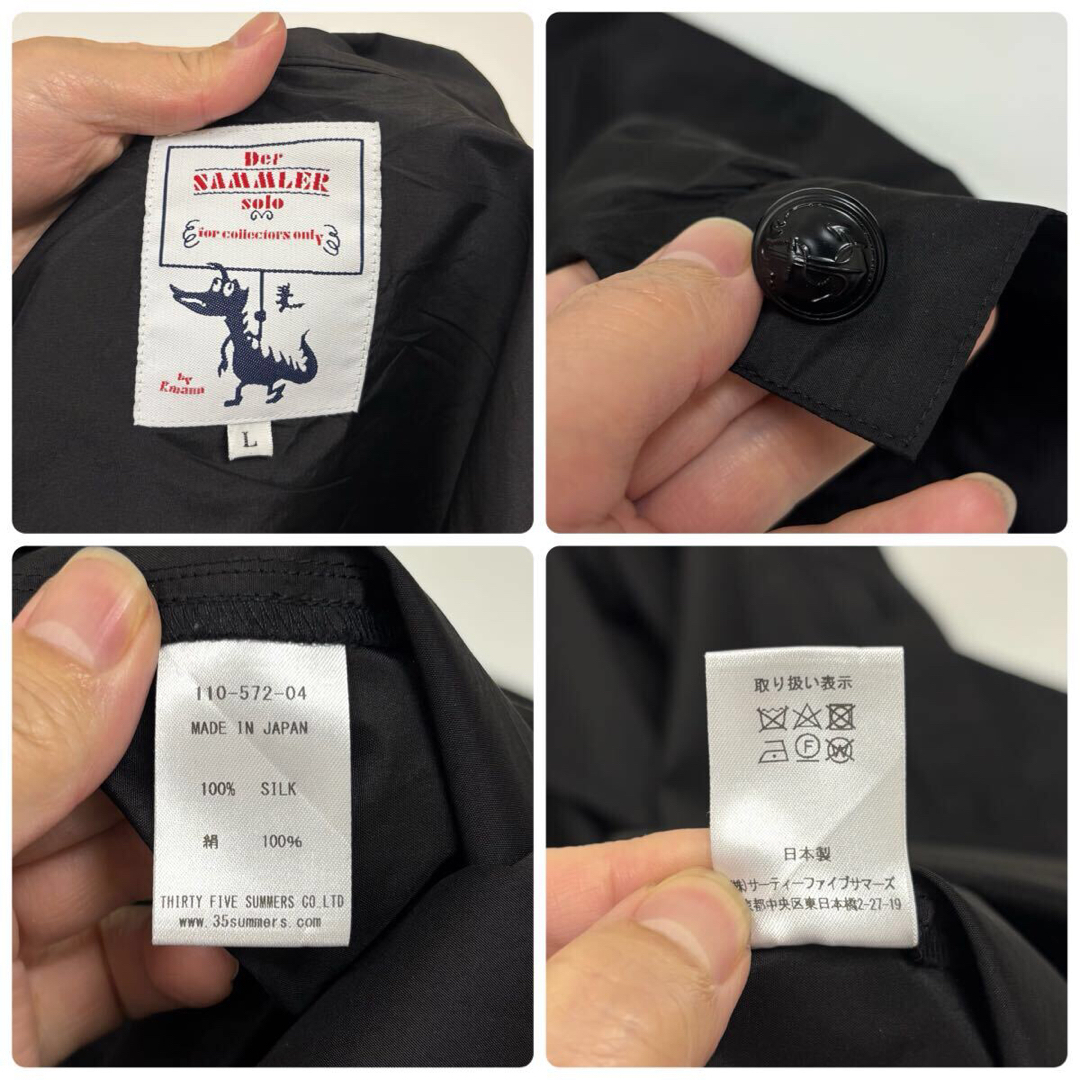 Der
SAMMLER
solo
for collectors only
by
Rmann
L
110-572-04
MADE IN JAPAN
100% SILK
絹 100%
THIRTY FIVE SUMMERS CO.LTD
www.35summers.com
取り扱い表示
F
W
日本製
㈱サーティーファイブサマーズ
京都中央区東日本橋2-27-19